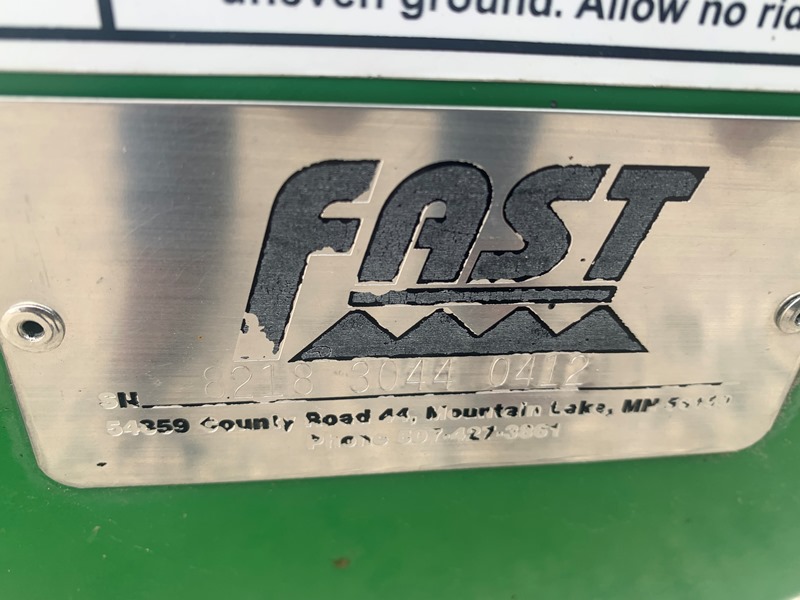 uneven ground. Allow no rid
FAST
SN 8218 3044 0412
54359 County Road 44, Mountain Lake, MN
Phone 507-427-3861